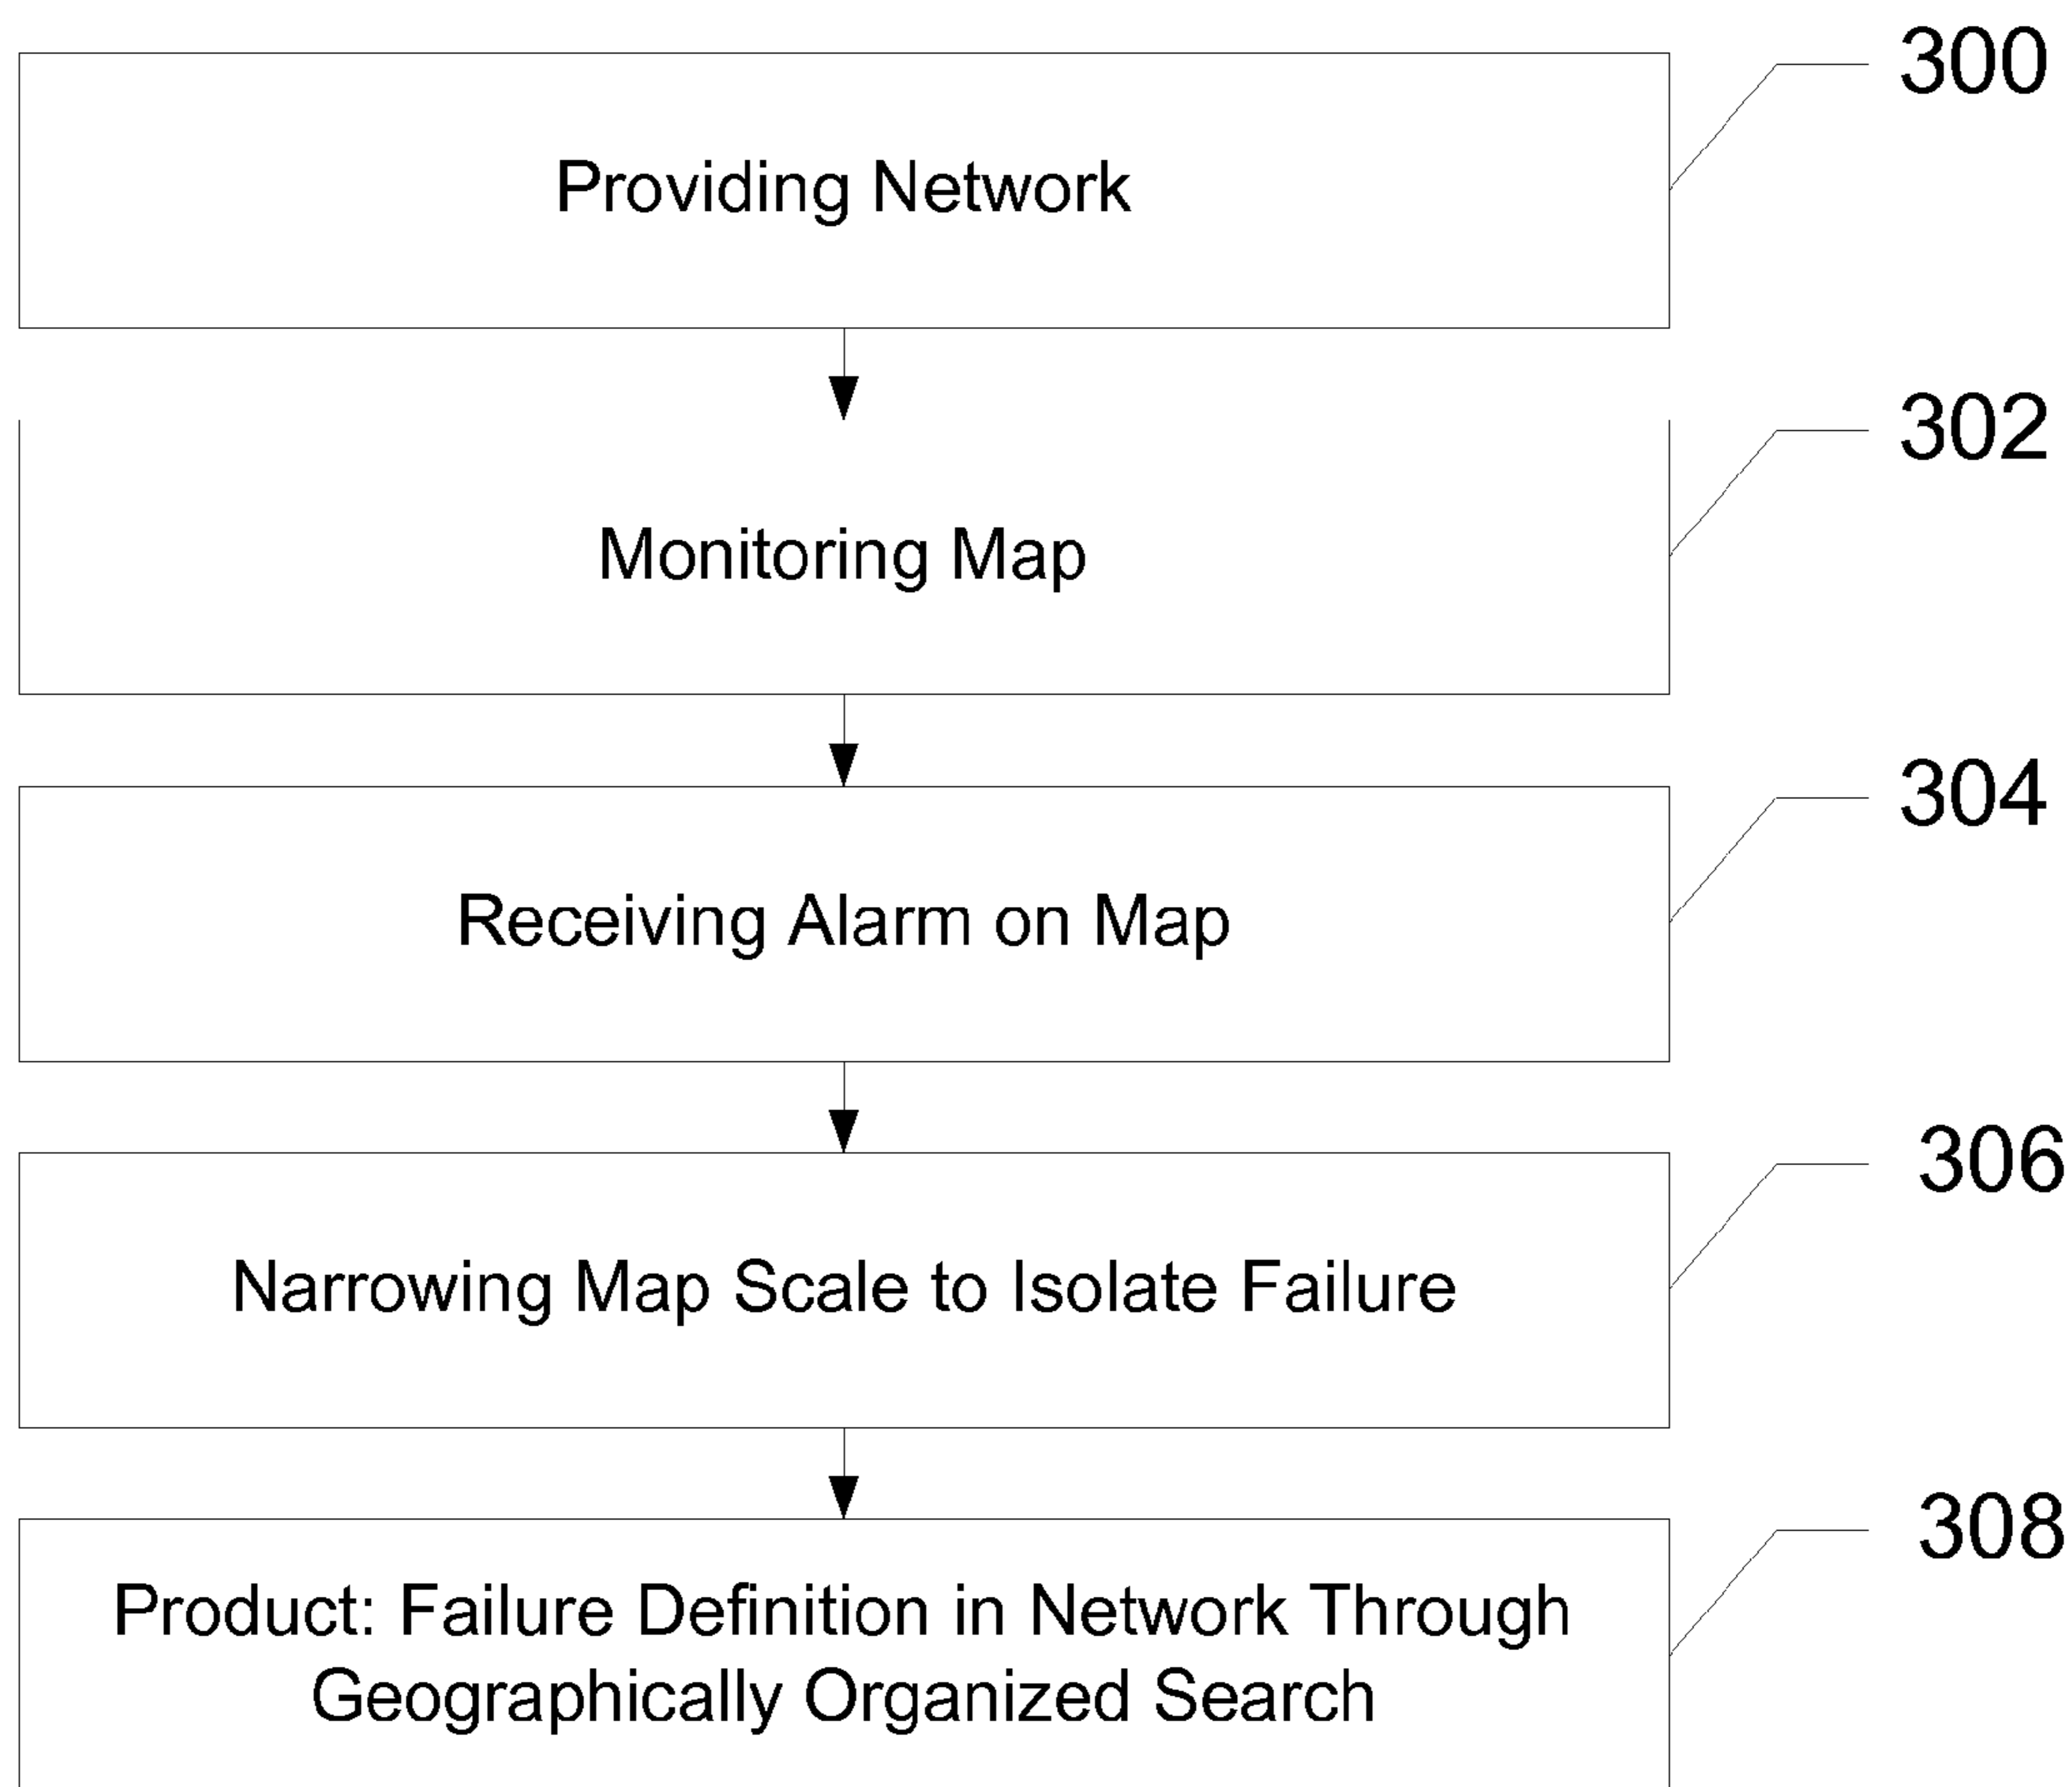 300
Providing Network
302
Monitoring Map
304
Receiving Alarm on Map
306
Narrowing Map Scale to Isolate Failure
308
Product: Failure Definition in Network Through
Geographically Organized Search